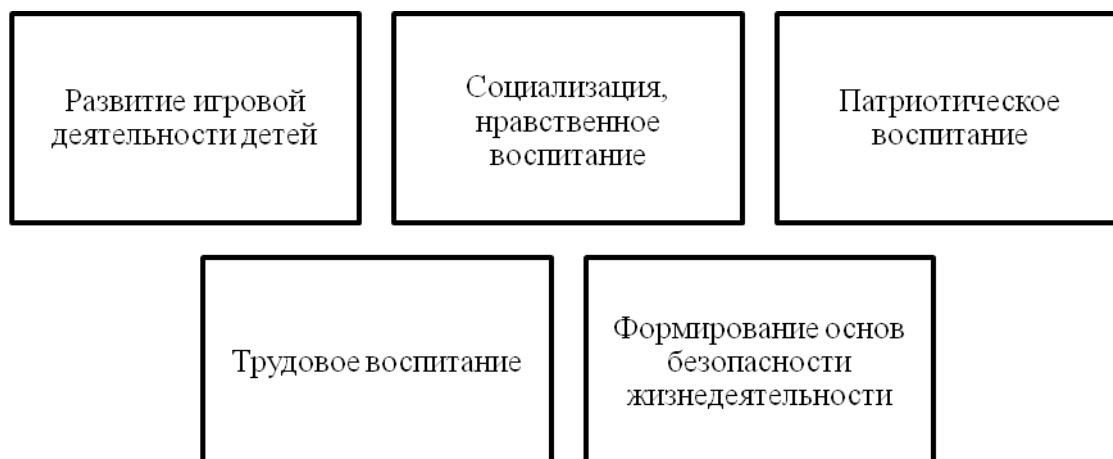 Развитие игровой
деятельности детей
Социализация,
нравственное
воспитание
Патриотическое
воспитание
Трудовое воспитание
Формирование основ
безопасности
жизнедеятельности